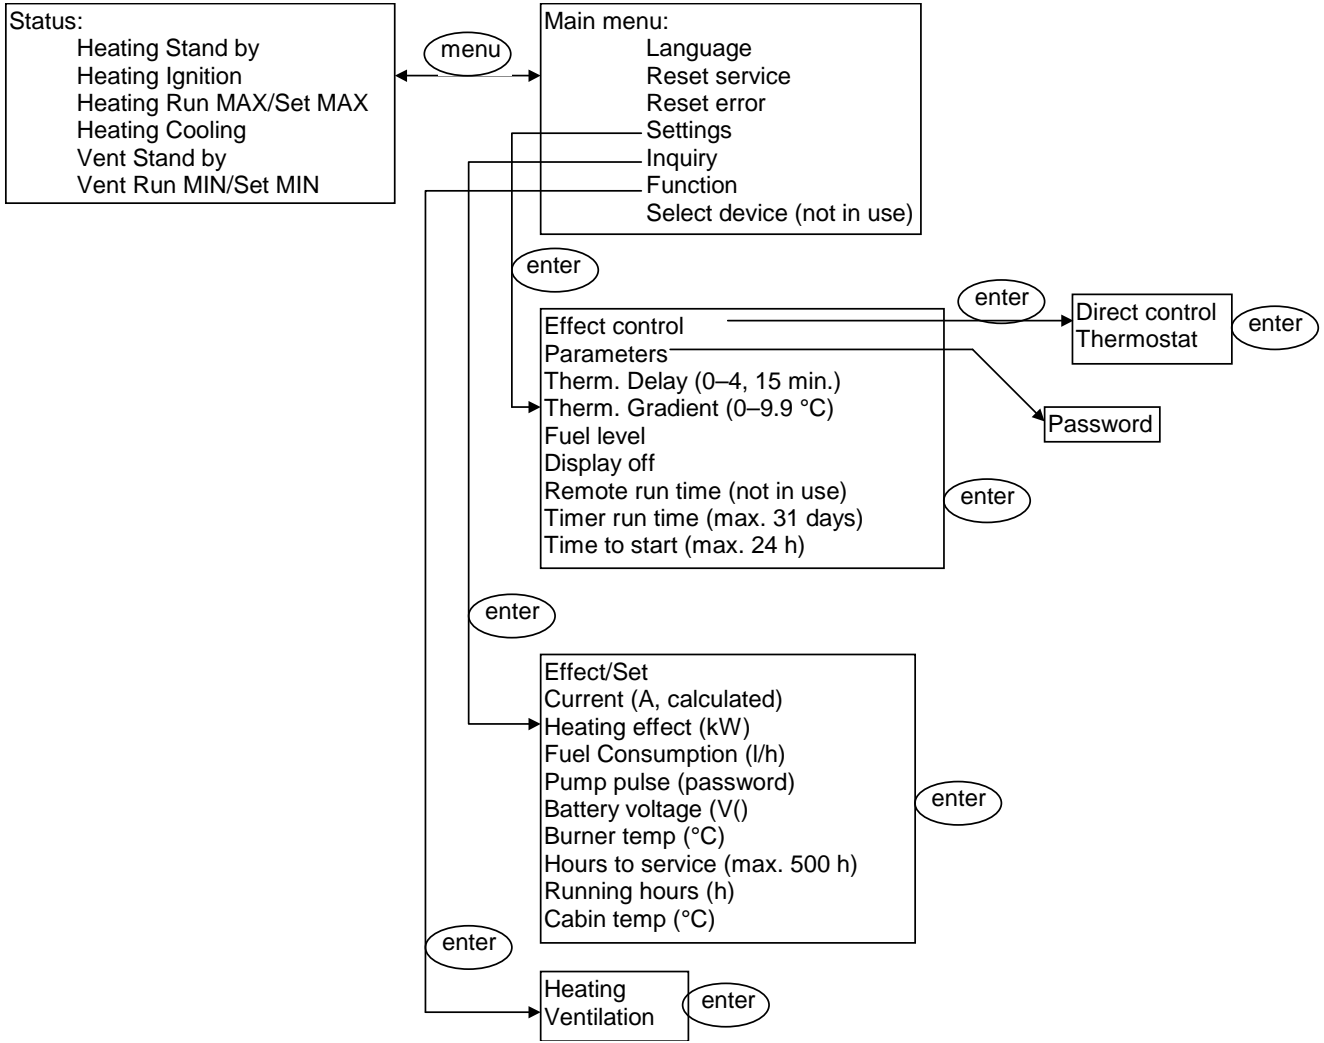 Status:
Heating Stand by
Heating Ignition
Heating Run MAX/Set MAX
Heating Cooling
Vent Stand by
Vent Run MIN/Set MIN
menu
Main menu:
Language
Reset service
Reset error
Settings
Inquiry
Function
Select device (not in use)
enter
Effect control
Parameters
Therm. Delay (0–4, 15 min.)
Therm. Gradient (0–9.9 °C)
Fuel level
Display off
Remote run time (not in use)
Timer run time (max. 31 days)
Time to start (max. 24 h)
enter
enter
Direct control
Thermostat
enter
Password
enter
Effect/Set
Current (A, calculated)
Heating effect (kW)
Fuel Consumption (l/h)
Pump pulse (password)
Battery voltage (V()
Burner temp (°C)
Hours to service (max. 500 h)
Running hours (h)
Cabin temp (°C)
enter
enter
Heating
Ventilation
enter